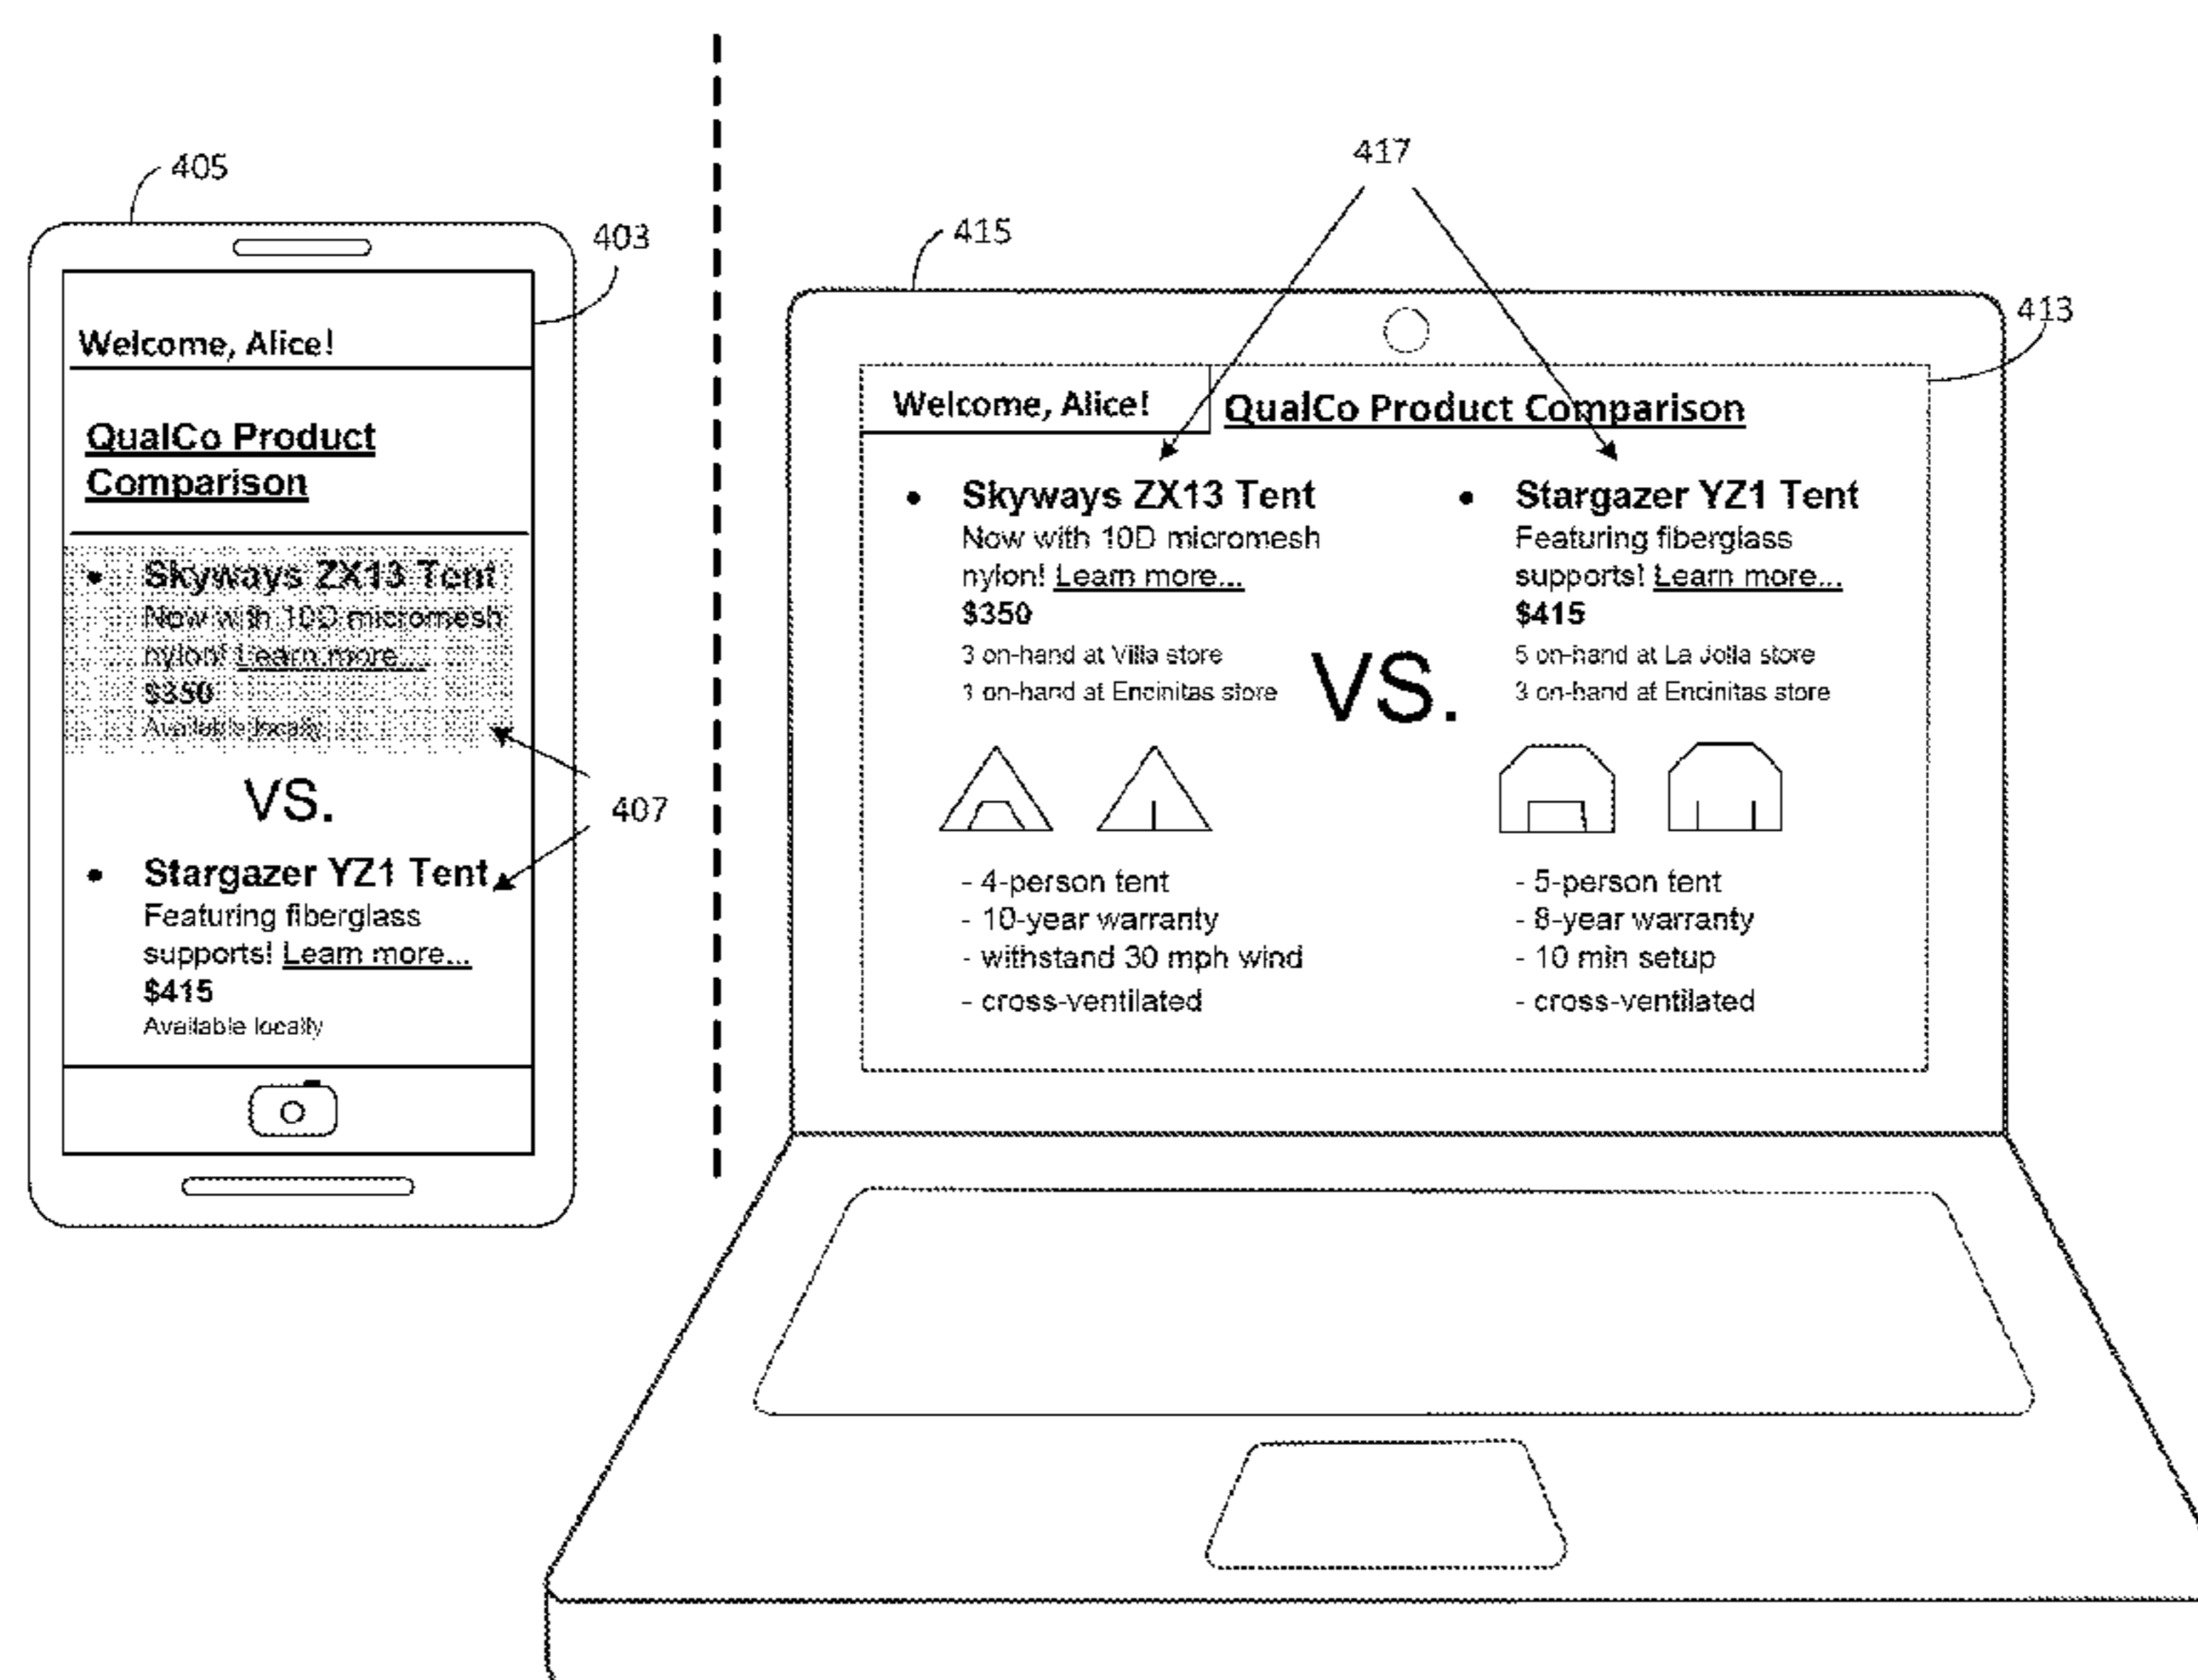 405
403
Welcome, Alice!
QualCo Product
Comparison
• Skyways ZX13 Tent
Now with 10D micromesh
nylon! Learn more...
$350
Available locally
VS.
407
• Stargazer YZ1 Tent
Featuring fiberglass
supports! Learn more...
$415
Available locally
417
415
413
Welcome, Alice!
QualCo Product Comparison
• Skyways ZX13 Tent
Now with 10D micromesh
nylon! Learn more...
$350
3 on-hand at Villa store
1 on-hand at Encinitas store
- 4-person tent
- 10-year warranty
- withstand 30 mph wind
- cross-ventilated
VS.
• Stargazer YZ1 Tent
Featuring fiberglass
supports! Learn more...
$415
5 on-hand at La Jolla store
3 on-hand at Encinitas store
- 5-person tent
- 8-year warranty
- 10 min setup
- cross-ventilated